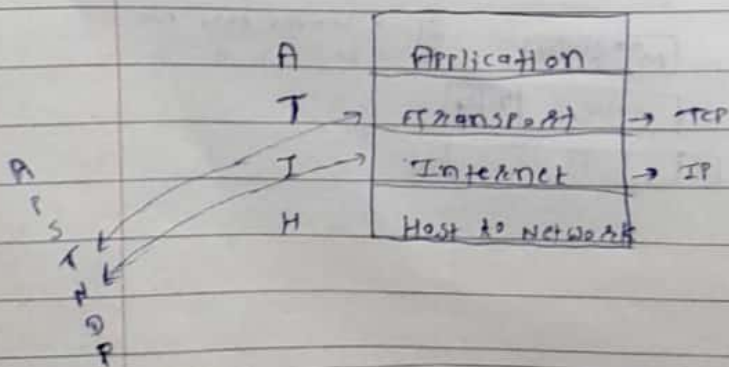 A Application
T Transport → TCP
I Internet → IP
H Host to Network
A
P
S
T
N
D
P